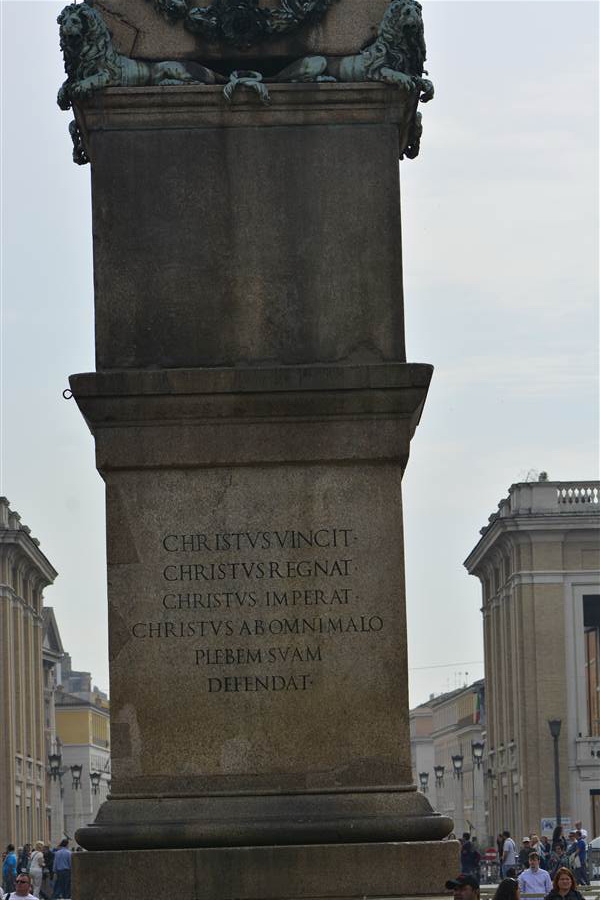 CHRISTVS VINCIT·
CHRISTVS REGNAT·
CHRISTVS IMPERAT·
CHRISTVS AB OMNI MALO
PLEBEM SVAM
DEFENDAT·